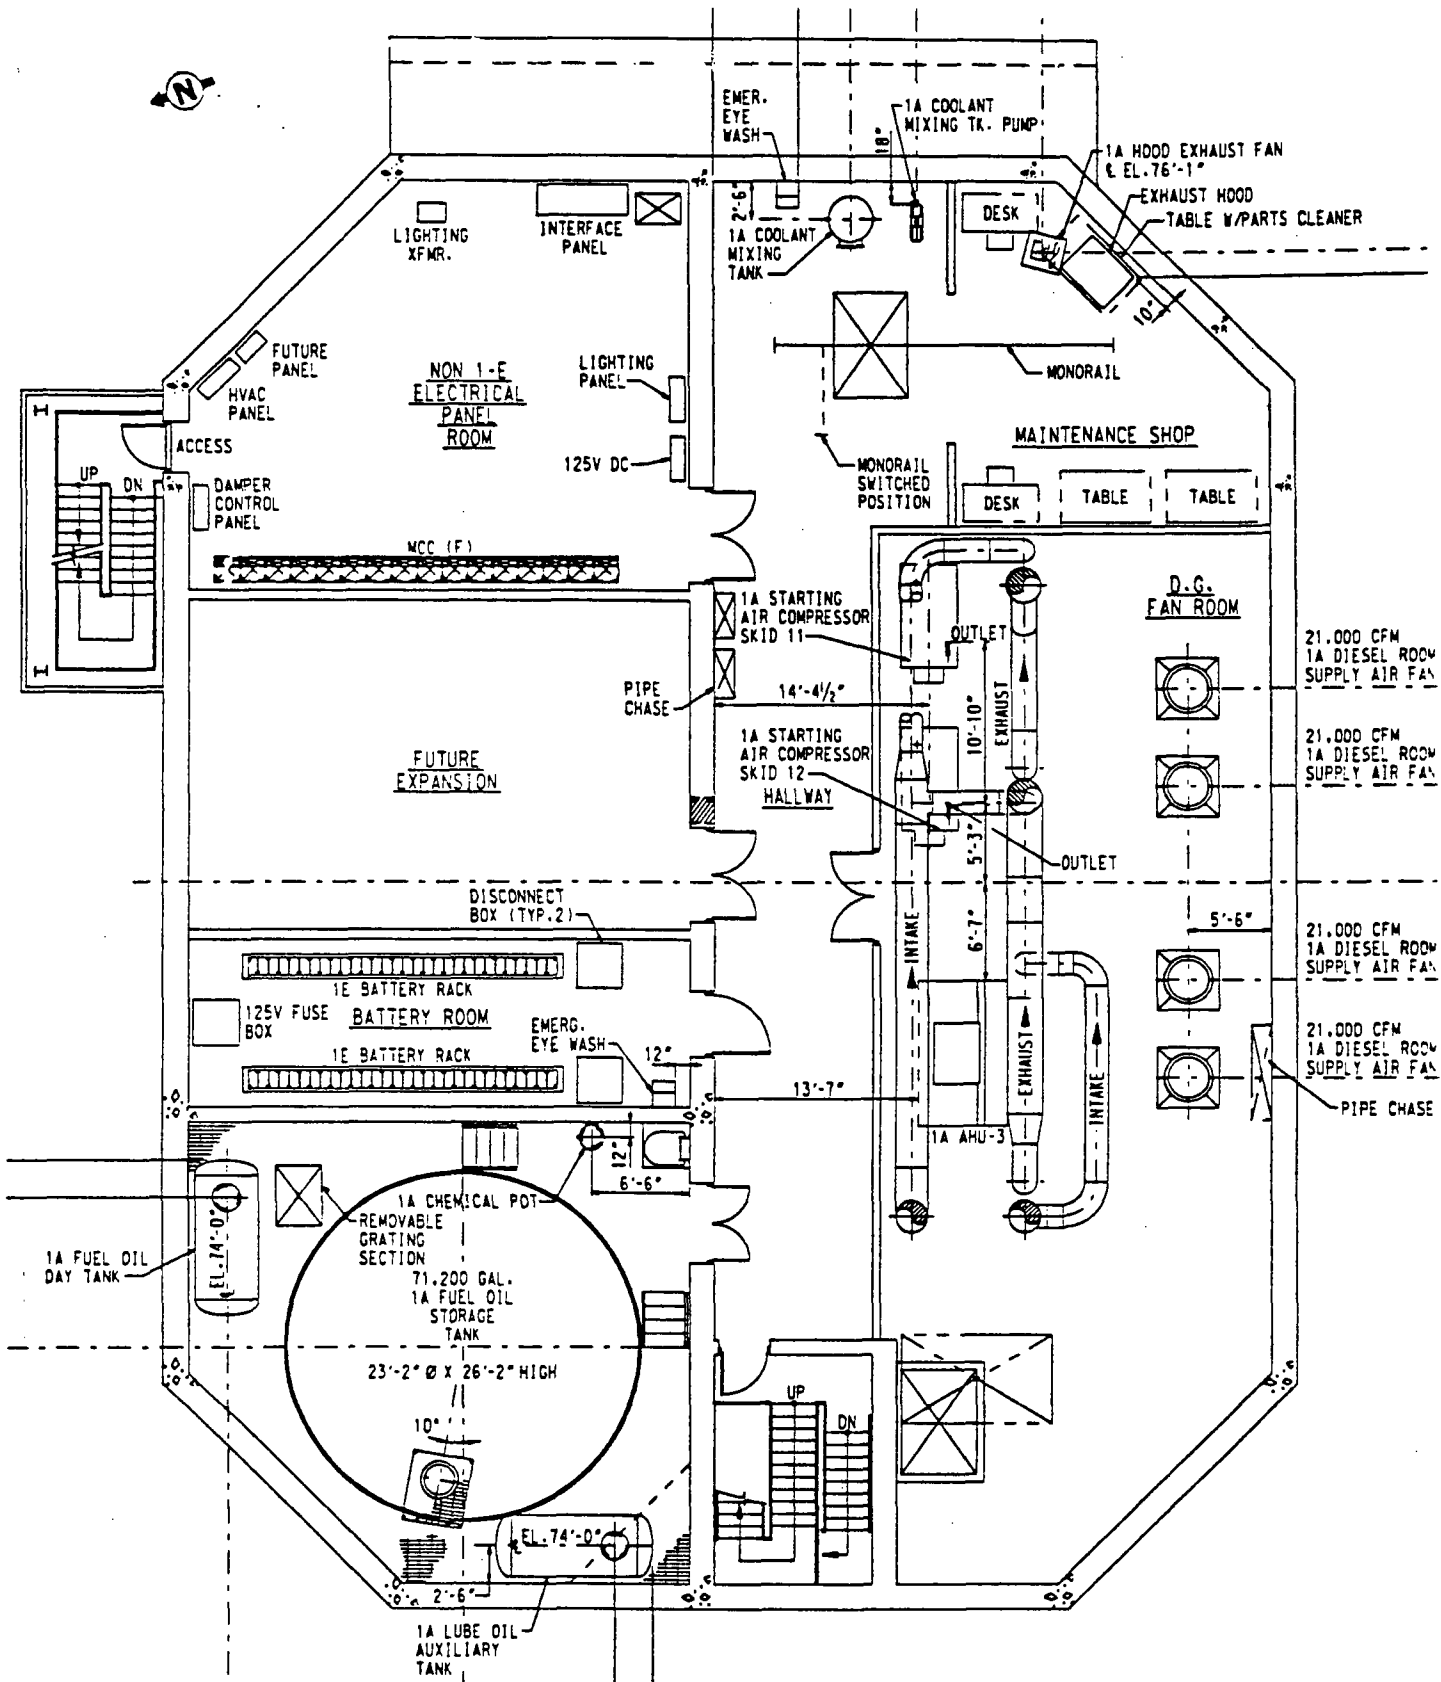 N
EMER.
EYE
WASH
1A COOLANT
MIXING TK. PUMP
18"
1A HOOD EXHAUST FAN
℄ EL.76'-1"
EXHAUST HOOD
TABLE W/PARTS CLEANER
2'-6"
DESK
LIGHTING
XFMR.
INTERFACE
PANEL
1A COOLANT
MIXING
TANK
10"
FUTURE
PANEL
HVAC
PANEL
NON 1-E
ELECTRICAL
PANEL
ROOM
LIGHTING
PANEL
MONORAIL
MAINTENANCE SHOP
ACCESS
125V DC
MONORAIL
SWITCHED
POSITION
UP
DN
DAMPER
CONTROL
PANEL
DESK
TABLE
TABLE
MCC (F)
1A STARTING
AIR COMPRESSOR
SKID 11
OUTLET
D.G.
FAN ROOM
21.000 CFM
1A DIESEL ROOM
SUPPLY AIR FAN
PIPE
CHASE
14'-4½"
10'-10"
EXHAUST
1A STARTING
AIR COMPRESSOR
SKID 12
HALLWAY
21.000 CFM
1A DIESEL ROOM
SUPPLY AIR FAN
FUTURE
EXPANSION
5'-3"
OUTLET
DISCONNECT
BOX (TYP.2)
INTAKE
6'-7"
5'-6"
21.000 CFM
1A DIESEL ROOM
SUPPLY AIR FAN
1E BATTERY RACK
125V FUSE
BOX
BATTERY ROOM
EMERG.
EYE WASH
12"
1E BATTERY RACK
EXHAUST
INTAKE
21.000 CFM
1A DIESEL ROOM
SUPPLY AIR FAN
13'-7"
PIPE CHASE
1A AHU-3
12"
6'-6"
1A CHEMICAL POT
REMOVABLE
GRATING
SECTION
1A FUEL OIL
DAY TANK
℄ EL.74'-0"
71.200 GAL.
1A FUEL OIL
STORAGE
TANK
23'-2" Ø X 26'-2" HIGH
10°
UP
DN
℄ EL.74'-0"
2'-6"
1A LUBE OIL
AUXILIARY
TANK